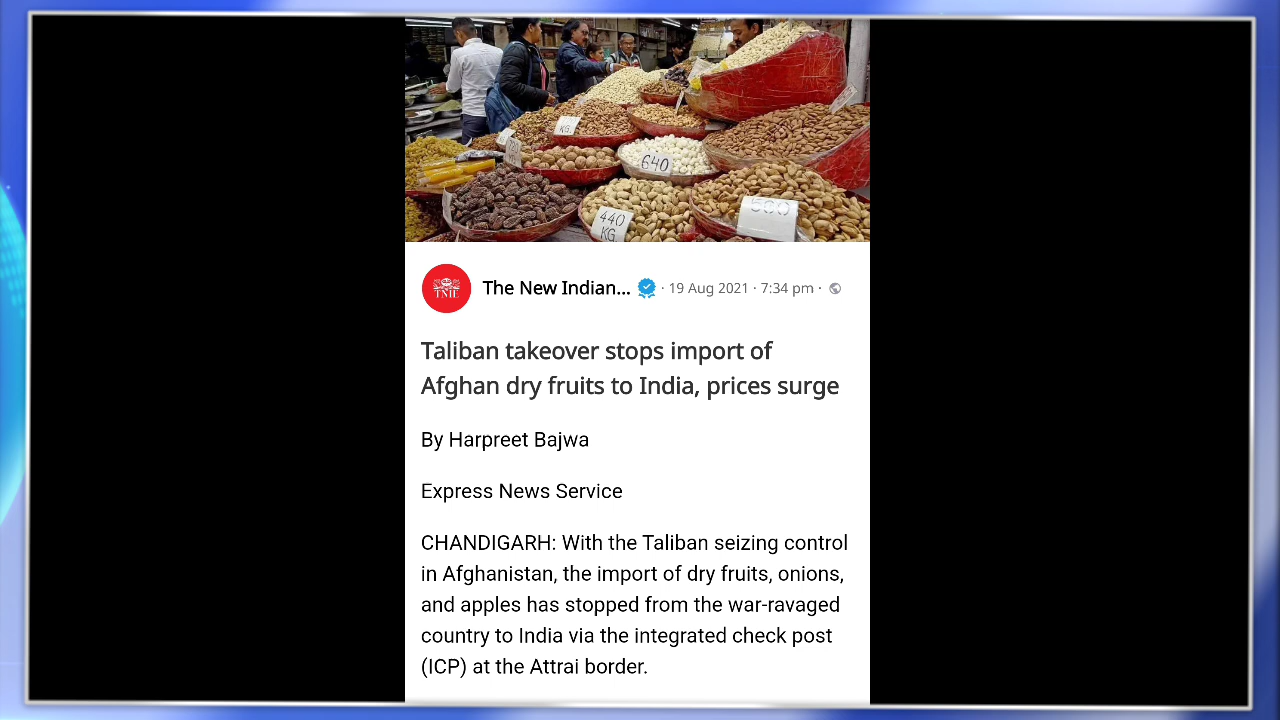 KG
640
440
KG
500
TNIE
The New Indian... · 19 Aug 2021 · 7:34 pm ·
Taliban takeover stops import of
Afghan dry fruits to India, prices surge
By Harpreet Bajwa
Express News Service
CHANDIGARH: With the Taliban seizing control
in Afghanistan, the import of dry fruits, onions,
and apples has stopped from the war-ravaged
country to India via the integrated check post
(ICP) at the Attrai border.